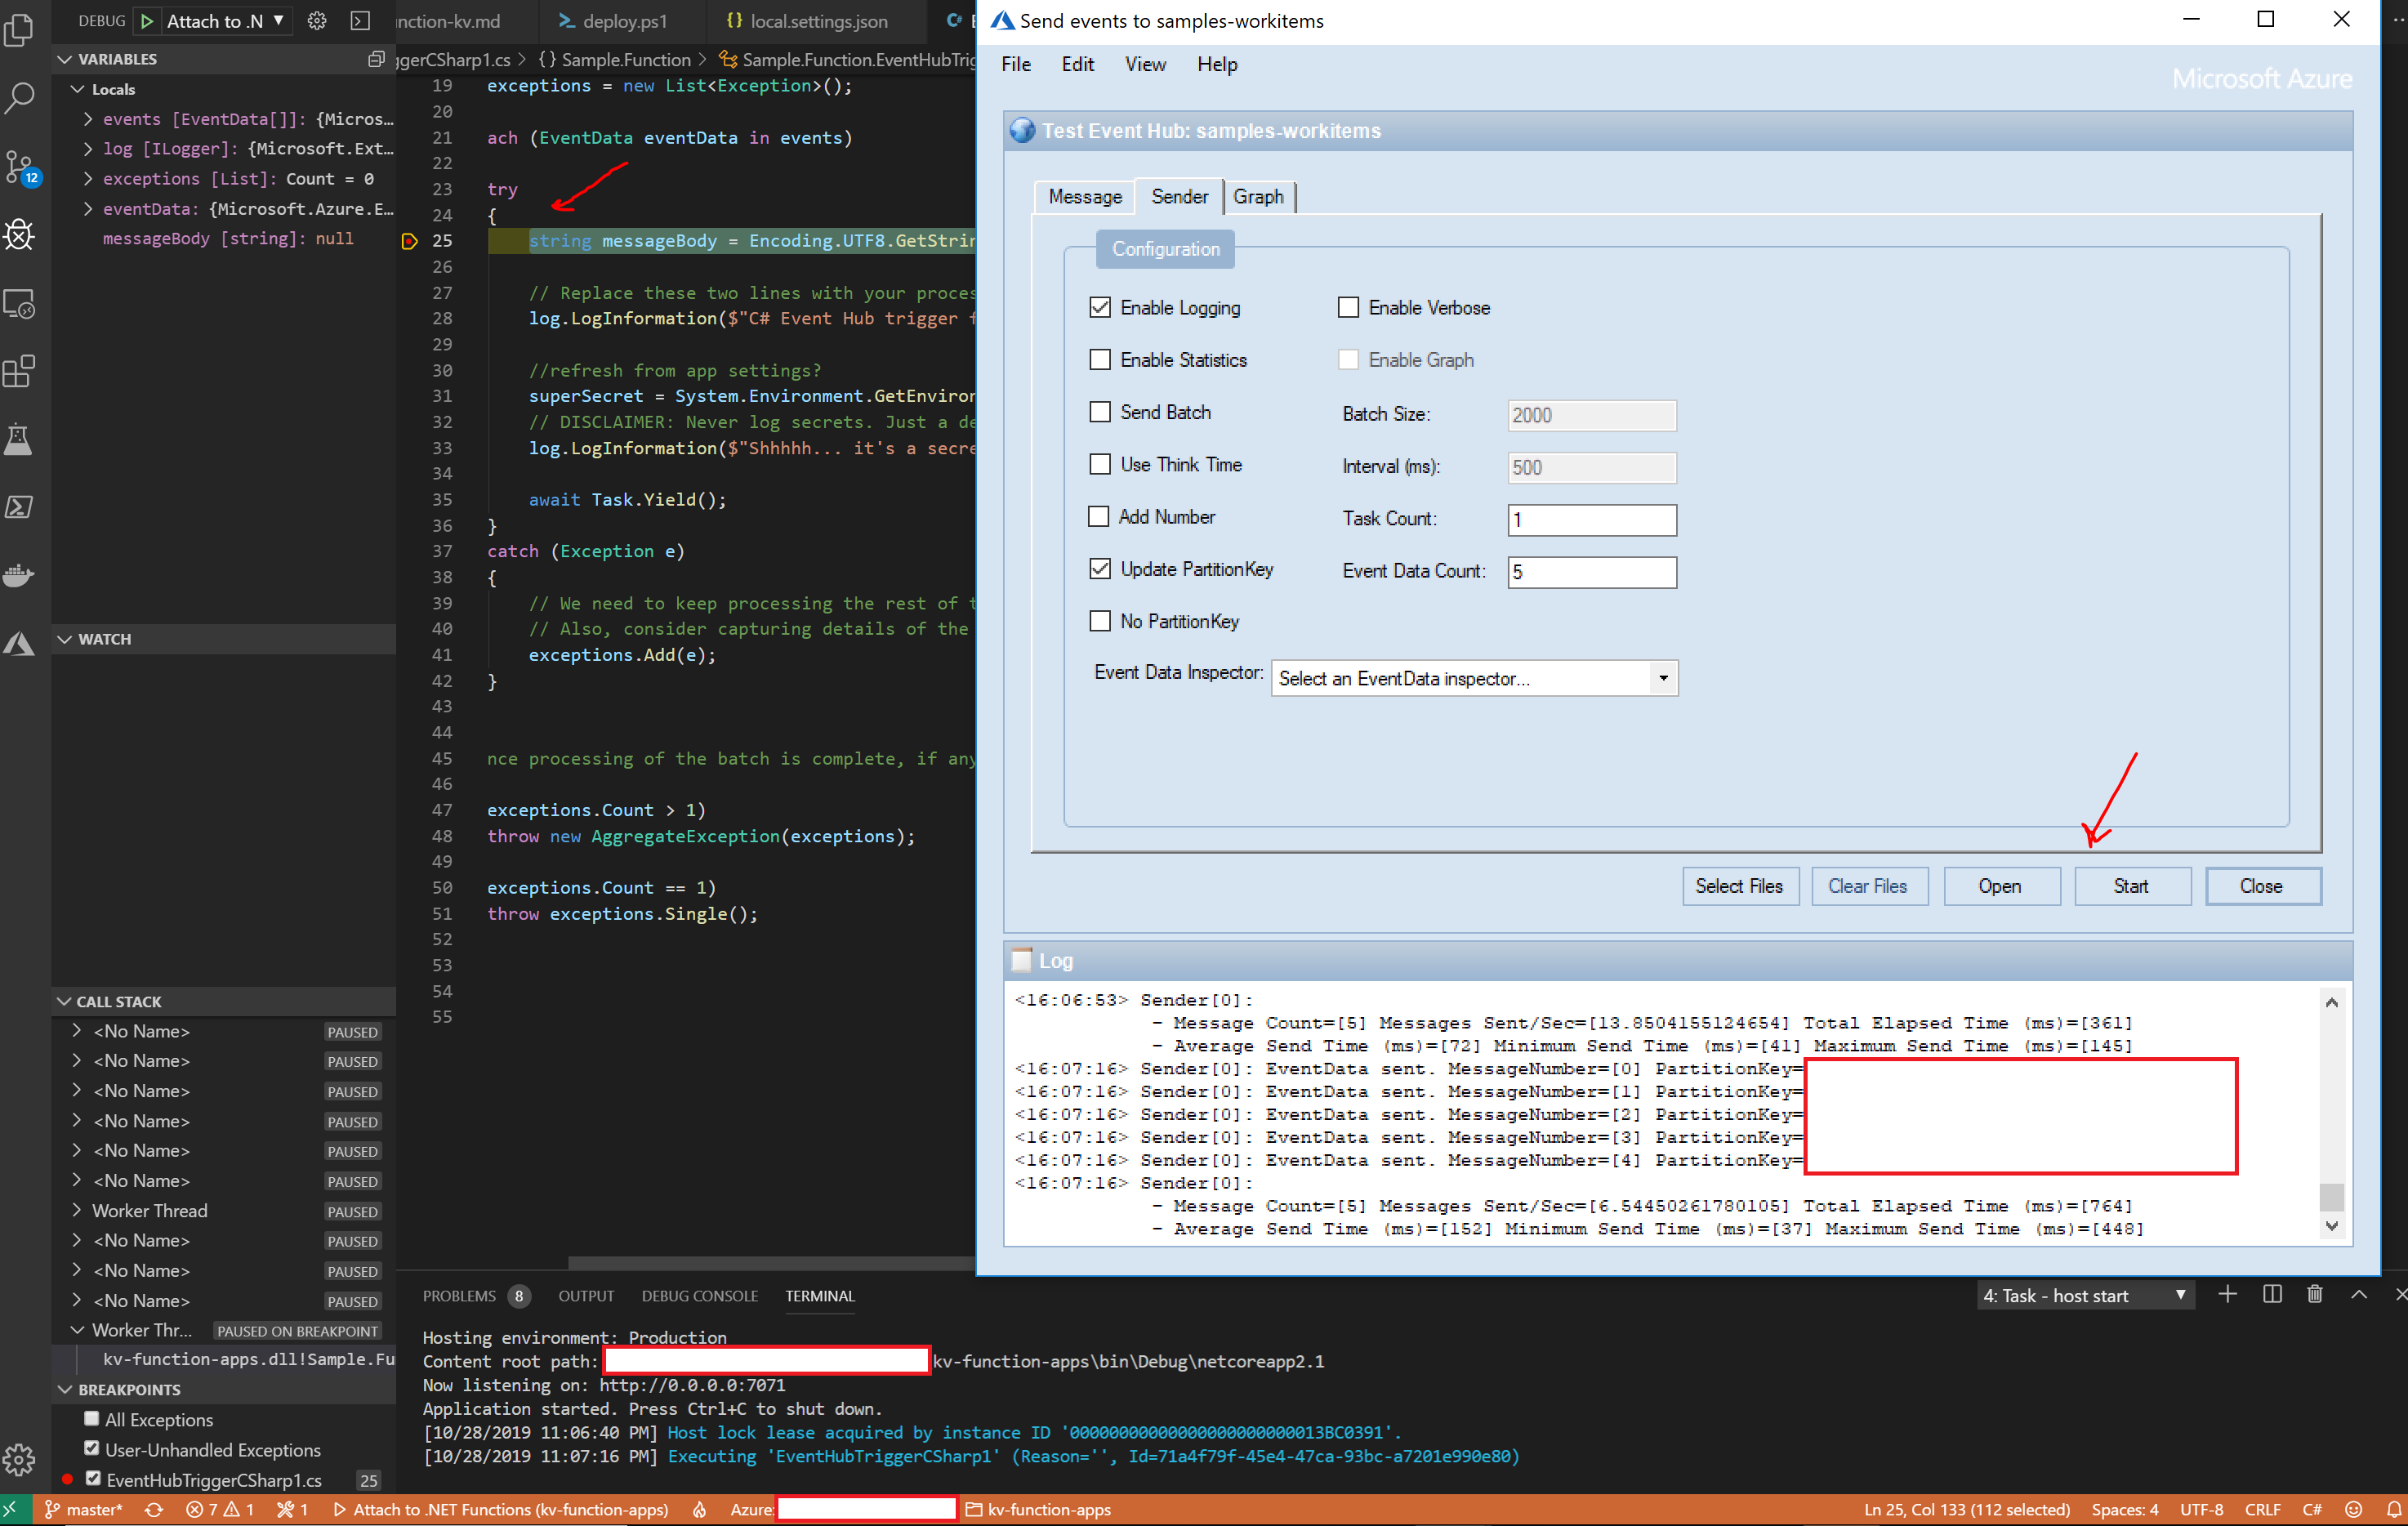 DEBUG Attach to .N
VARIABLES
Locals
events [EventData[]]: {Micros...
log [ILogger]: {Microsoft.Ext...
exceptions [List]: Count = 0
eventData: {Microsoft.Azure.E...
messageBody [string]: null
12
WATCH
CALL STACK
<No Name> PAUSED
<No Name> PAUSED
<No Name> PAUSED
<No Name> PAUSED
<No Name> PAUSED
<No Name> PAUSED
Worker Thread PAUSED
<No Name> PAUSED
<No Name> PAUSED
<No Name> PAUSED
Worker Thr... PAUSED ON BREAKPOINT
kv-function-apps.dll!Sample.Fu
BREAKPOINTS
All Exceptions
User-Unhandled Exceptions
EventHubTriggerCSharp1.cs 25
nction-kv.md deploy.ps1 {} local.settings.json C#
ggerCSharp1.cs > {} Sample.Function > Sample.Function.EventHubTrig
19 exceptions = new List<Exception>();
20
21 ach (EventData eventData in events)
22
23 try
24 {
25 string messageBody = Encoding.UTF8.GetStrin
26
27 // Replace these two lines with your proces
28 log.LogInformation($"C# Event Hub trigger f
29
30 //refresh from app settings?
31 superSecret = System.Environment.GetEnviron
32 // DISCLAIMER: Never log secrets. Just a de
33 log.LogInformation($"Shhhhh... it's a secre
34
35 await Task.Yield();
36 }
37 catch (Exception e)
38 {
39 // We need to keep processing the rest of t
40 // Also, consider capturing details of the
41 exceptions.Add(e);
42 }
43
44
45 nce processing of the batch is complete, if any
46
47 exceptions.Count > 1)
48 throw new AggregateException(exceptions);
49
50 exceptions.Count == 1)
51 throw exceptions.Single();
52
53
54
55
Send events to samples-workitems
File Edit View Help
Microsoft Azure
Test Event Hub: samples-workitems
Message Sender Graph
Configuration
Enable Logging Enable Verbose
Enable Statistics Enable Graph
Send Batch Batch Size: 2000
Use Think Time Interval (ms): 500
Add Number Task Count: 1
Update PartitionKey Event Data Count: 5
No PartitionKey
Event Data Inspector: Select an EventData inspector...
Select Files Clear Files Open Start Close
Log
<16:06:53> Sender[0]:
- Message Count=[5] Messages Sent/Sec=[13.8504155124654] Total Elapsed Time (ms)=[361]
- Average Send Time (ms)=[72] Minimum Send Time (ms)=[41] Maximum Send Time (ms)=[145]
<16:07:16> Sender[0]: EventData sent. MessageNumber=[0] PartitionKey=
<16:07:16> Sender[0]: EventData sent. MessageNumber=[1] PartitionKey=
<16:07:16> Sender[0]: EventData sent. MessageNumber=[2] PartitionKey=
<16:07:16> Sender[0]: EventData sent. MessageNumber=[3] PartitionKey=
<16:07:16> Sender[0]: EventData sent. MessageNumber=[4] PartitionKey=
<16:07:16> Sender[0]:
- Message Count=[5] Messages Sent/Sec=[6.54450261780105] Total Elapsed Time (ms)=[764]
- Average Send Time (ms)=[152] Minimum Send Time (ms)=[37] Maximum Send Time (ms)=[448]
PROBLEMS 8 OUTPUT DEBUG CONSOLE TERMINAL 4: Task - host start
Hosting environment: Production
Content root path: kv-function-apps\bin\Debug\netcoreapp2.1
Now listening on: http://0.0.0.0:7071
Application started. Press Ctrl+C to shut down.
[10/28/2019 11:06:40 PM] Host lock lease acquired by instance ID '00000000000000000000000013BC0391'.
[10/28/2019 11:07:16 PM] Executing 'EventHubTriggerCSharp1' (Reason='', Id=71a4f79f-45e4-47ca-93bc-a7201e990e80)
master* 7 1 1 Attach to .NET Functions (kv-function-apps) Azure: kv-function-apps Ln 25, Col 133 (112 selected) Spaces: 4 UTF-8 CRLF C#